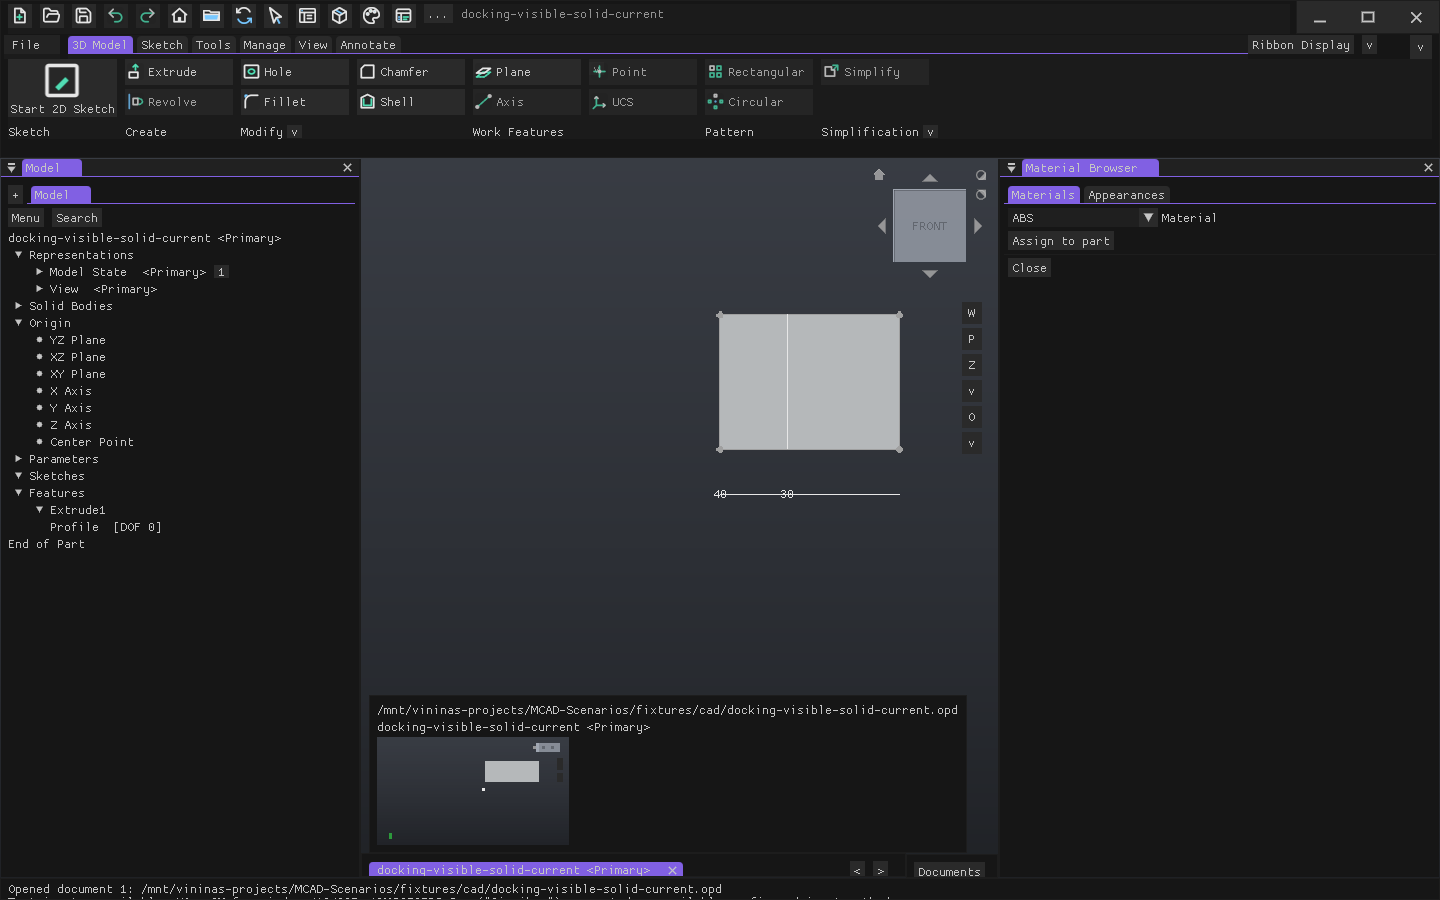 ... docking-visible-solid-current
File 3D Model Sketch Tools Manage View Annotate Ribbon Display v v
Start 2D Sketch Extrude Hole Chamfer Plane Point Rectangular Simplify
Revolve Fillet Shell Axis UCS Circular
Sketch Create Modify v Work Features Pattern Simplification v
Model
+ Model
Menu Search
docking-visible-solid-current <Primary>
Representations
Model State <Primary> 1
View <Primary>
Solid Bodies
Origin
YZ Plane
XZ Plane
XY Plane
X Axis
Y Axis
Z Axis
Center Point
Parameters
Sketches
Features
Extrude1
Profile [DOF 0]
End of Part
FRONT
W
P
Z
v
O
v
40 30
/mnt/vininas-projects/MCAD-Scenarios/fixtures/cad/docking-visible-solid-current.opd
docking-visible-solid-current <Primary>
docking-visible-solid-current <Primary> < > Documents
Material Browser
Materials Appearances
ABS Material
Assign to part
Close
Opened document 1: /mnt/vininas-projects/MCAD-Scenarios/fixtures/cad/docking-visible-solid-current.opd